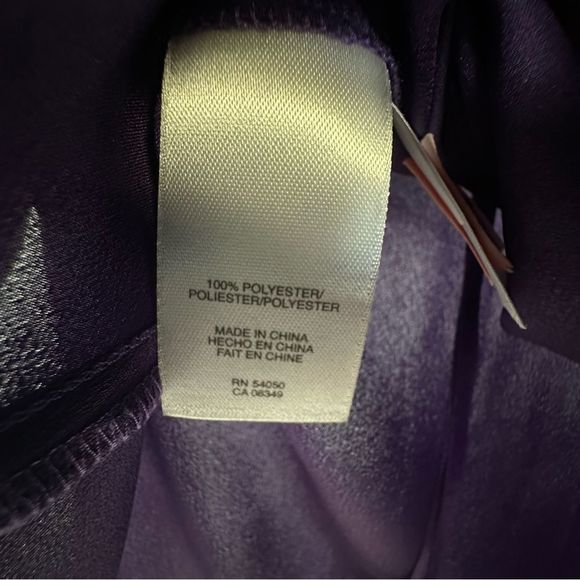 100% POLYESTER/
POLIESTER/POLYESTER
MADE IN CHINA
HECHO EN CHINA
FAIT EN CHINE
RN 54050
CA 08349